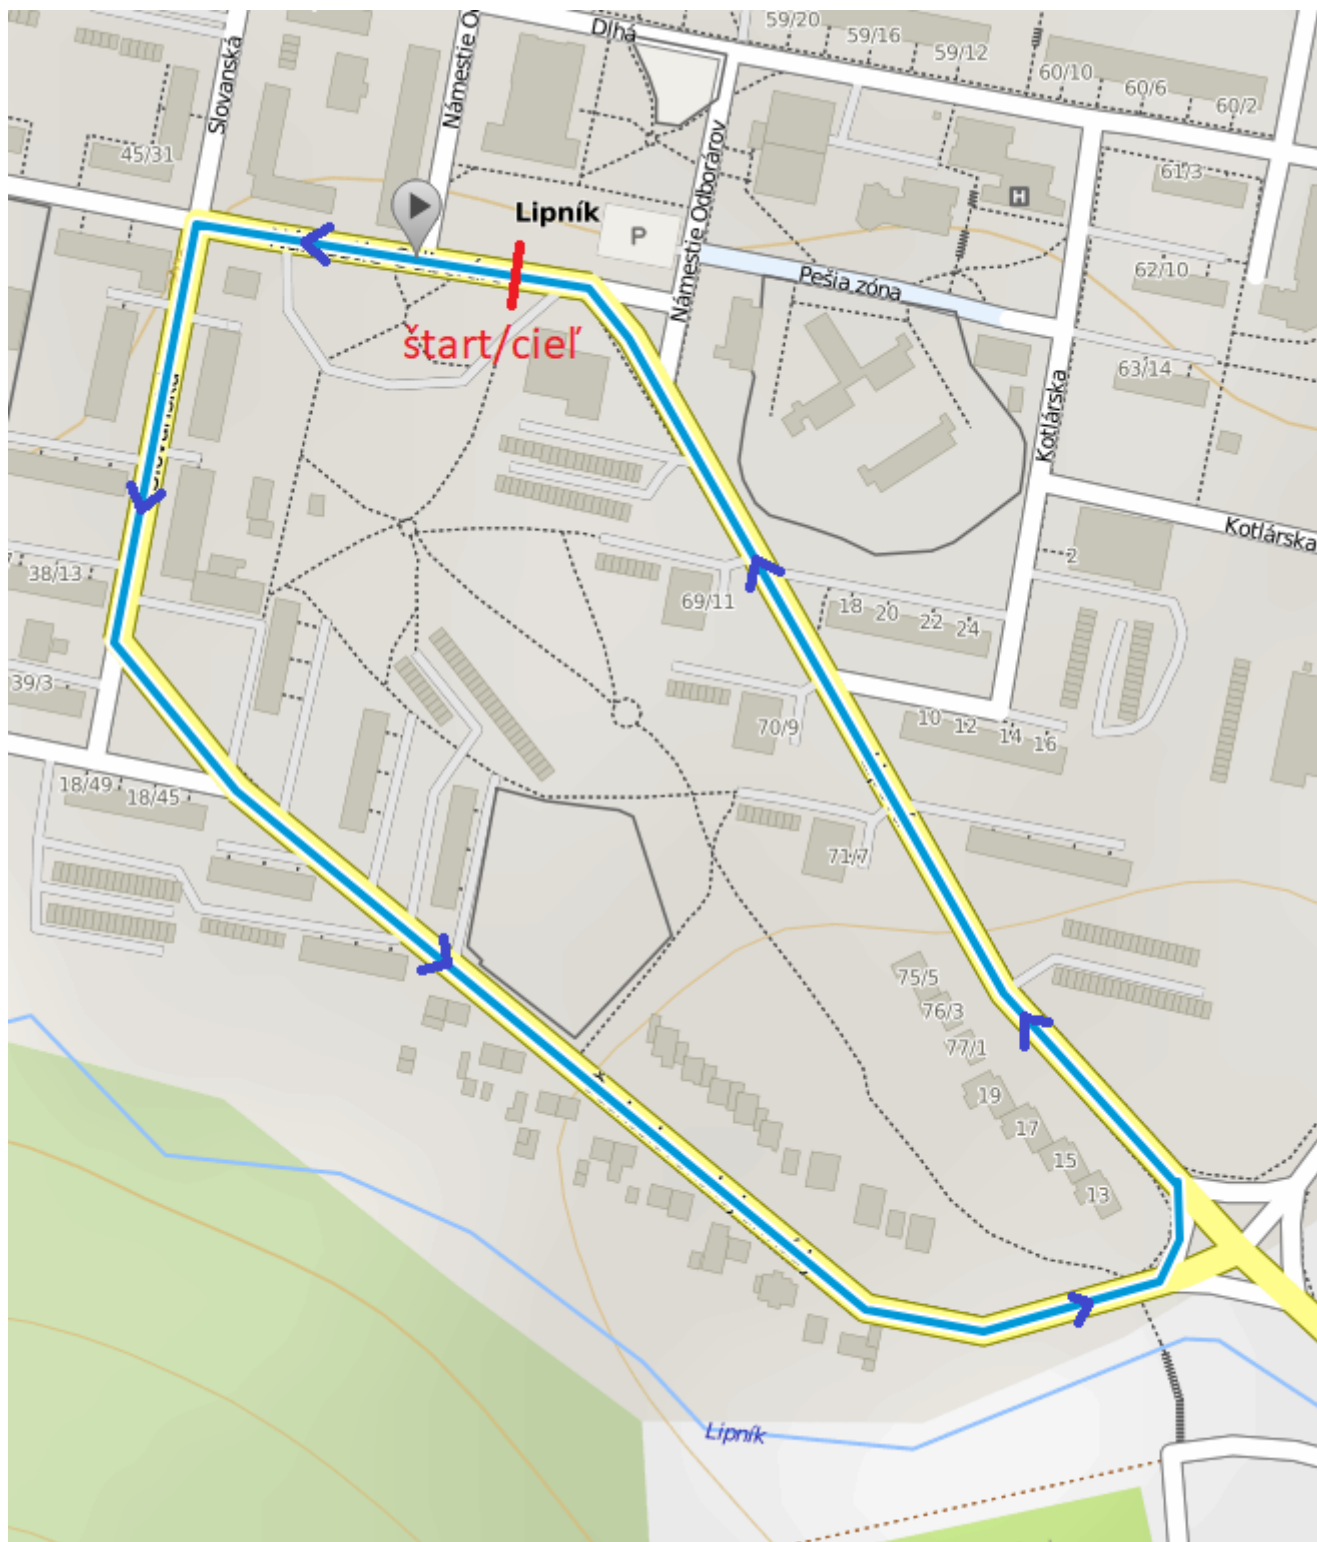 59/20
Dlhá
59/16
59/12
60/10
60/6
60/2
Námestie O
Slovanská
45/31
Námestie Odborárov
61/3
H
Lipník
P
62/10
Pešia zóna
štart/cieľ
63/14
Kotlárska
Slovanská
Kotlárska
2
38/13
69/11
18
20
22
24
39/3
70/9
10
12
14
16
18/49
18/45
71/7
75/5
76/3
77/1
19
17
15
13
Lipník